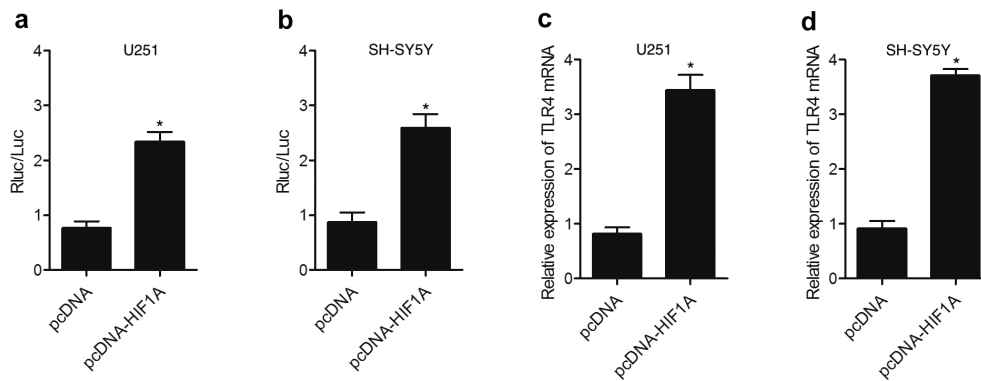 a
U251
Rluc/Luc
4
3
2
1
0
*
pcDNA
pcDNA-HIF1A
b
SH-SY5Y
Rluc/Luc
4
3
2
1
0
*
pcDNA
pcDNA-HIF1A
c
U251
Relative expression of TLR4 mRNA
4
3
2
1
0
*
pcDNA
pcDNA-HIF1A
d
SH-SY5Y
Relative expression of TLR4 mRNA
4
3
2
1
0
*
pcDNA
pcDNA-HIF1A